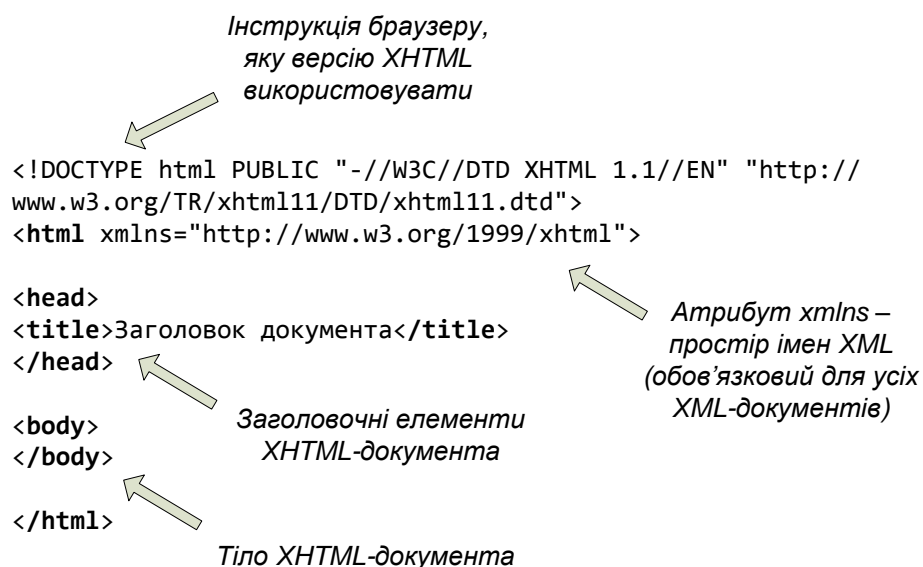 Інструкція браузеру,
яку версію XHTML
використовувати
<!DOCTYPE html PUBLIC "-//W3C//DTD XHTML 1.1//EN" "http://
www.w3.org/TR/xhtml11/DTD/xhtml11.dtd">
<html xmlns="http://www.w3.org/1999/xhtml">
<head>
<title>Заголовок документа</title>
</head>
Атрибут xmlns –
простір імен XML
(обов’язковий для усіх
XML-документів)
Заголовочні елементи
XHTML-документа
<body>
</body>
</html>
Тіло XHTML-документа